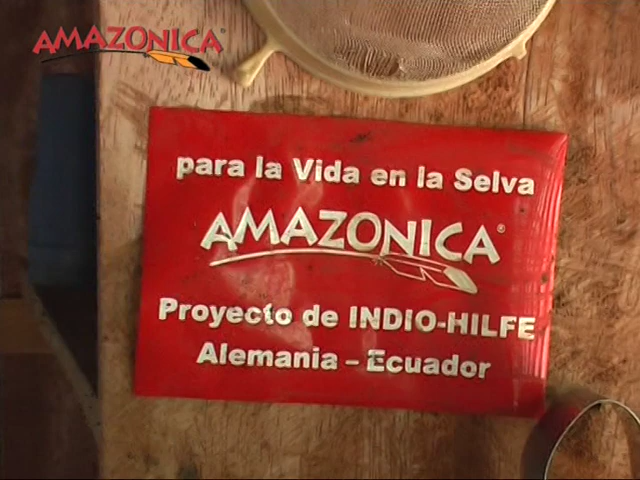 AMAZONICA®
para la Vida en la Selva
AMAZONICA®
Proyecto de INDIO-HILFE
Alemania – Ecuador